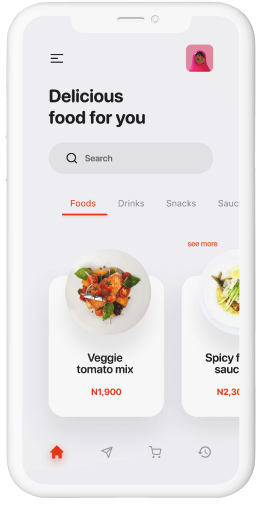 Delicious
food for you
Search
Foods Drinks Snacks Sauc
see more
Veggie
tomato mix
N1,900
Spicy f
sauc
N2,30